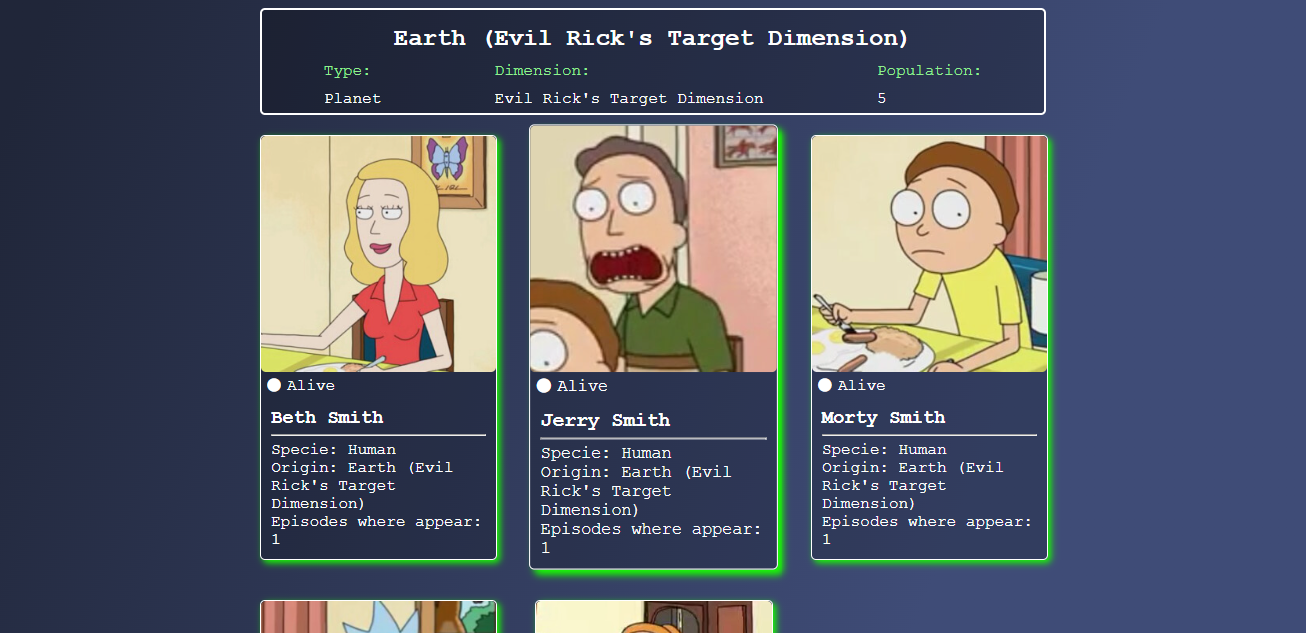 Earth (Evil Rick's Target Dimension)
Type: Dimension: Population:
Planet Evil Rick's Target Dimension 5
Alive
Beth Smith
Specie: Human
Origin: Earth (Evil
Rick's Target
Dimension)
Episodes where appear:
1
Alive
Jerry Smith
Specie: Human
Origin: Earth (Evil
Rick's Target
Dimension)
Episodes where appear:
1
Alive
Morty Smith
Specie: Human
Origin: Earth (Evil
Rick's Target
Dimension)
Episodes where appear:
1